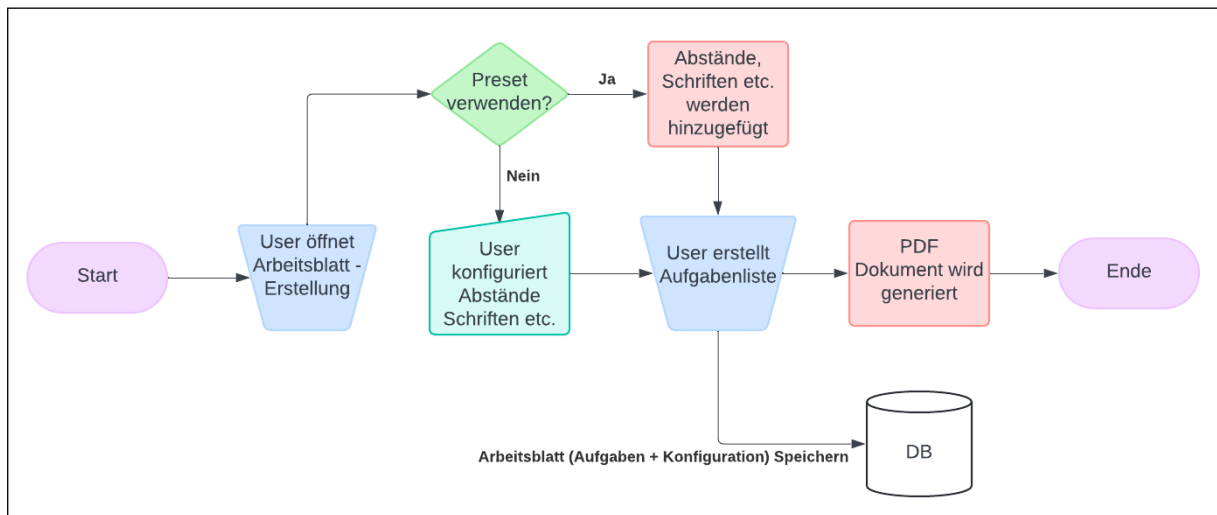 Preset
verwenden?
Ja
Abstände,
Schriften etc.
werden
hinzugefügt
Nein
Start
User öffnet
Arbeitsblatt -
Erstellung
User
konfiguriert
Abstände
Schriften etc.
User erstellt
Aufgabenliste
PDF
Dokument wird
generiert
Ende
Arbeitsblatt (Aufgaben + Konfiguration) Speichern
DB